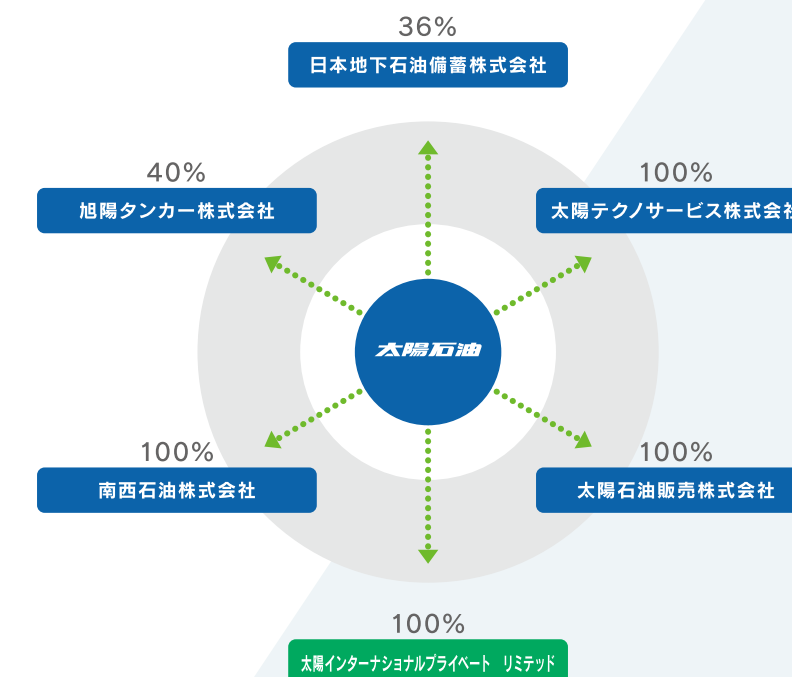 36%
日本地下石油備蓄株式会社
40%
旭陽タンカー株式会社
100%
太陽テクノサービス株式会社
太陽石油
100%
南西石油株式会社
100%
太陽石油販売株式会社
100%
太陽インターナショナルプライベート　リミテッド